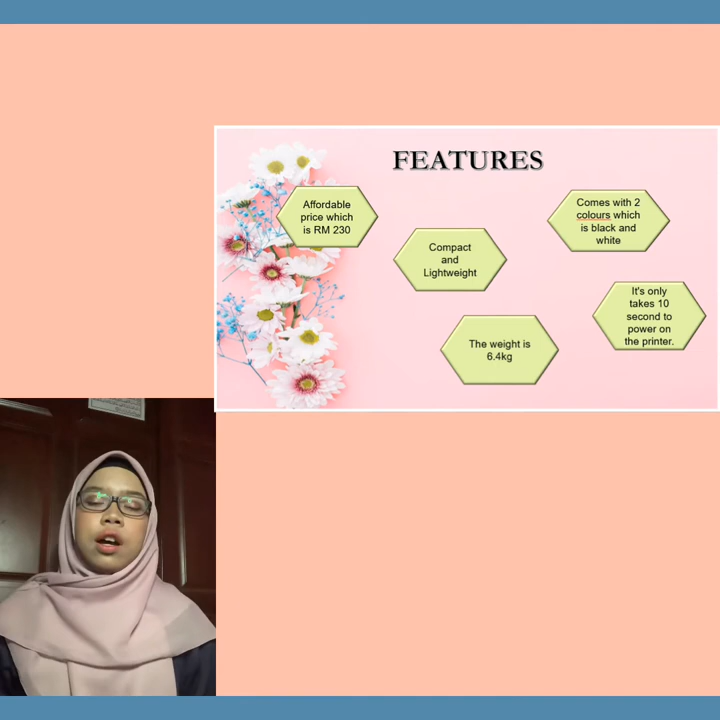 FEATURES
Affordable
price which
is RM 230
Compact
and
Lightweight
Comes with 2
colours which
is black and
white
The weight is
6.4kg
It's only
takes 10
second to
power on
the printer.